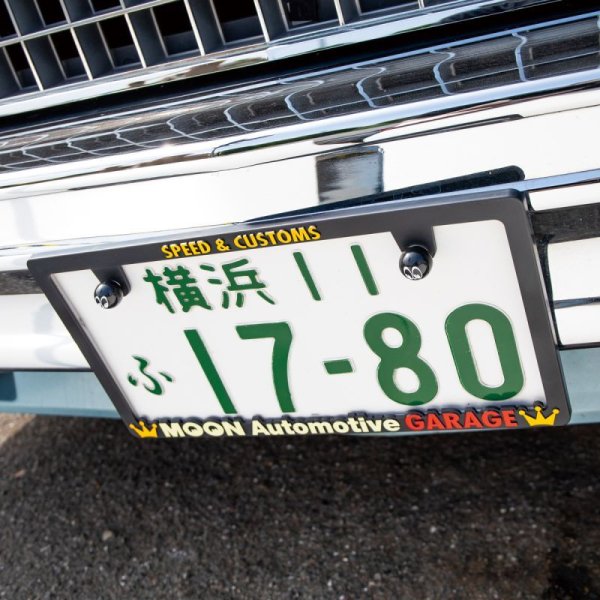 SPEED & CUSTOMS
横浜 11
ふ 17-80
MOON Automotive GARAGE